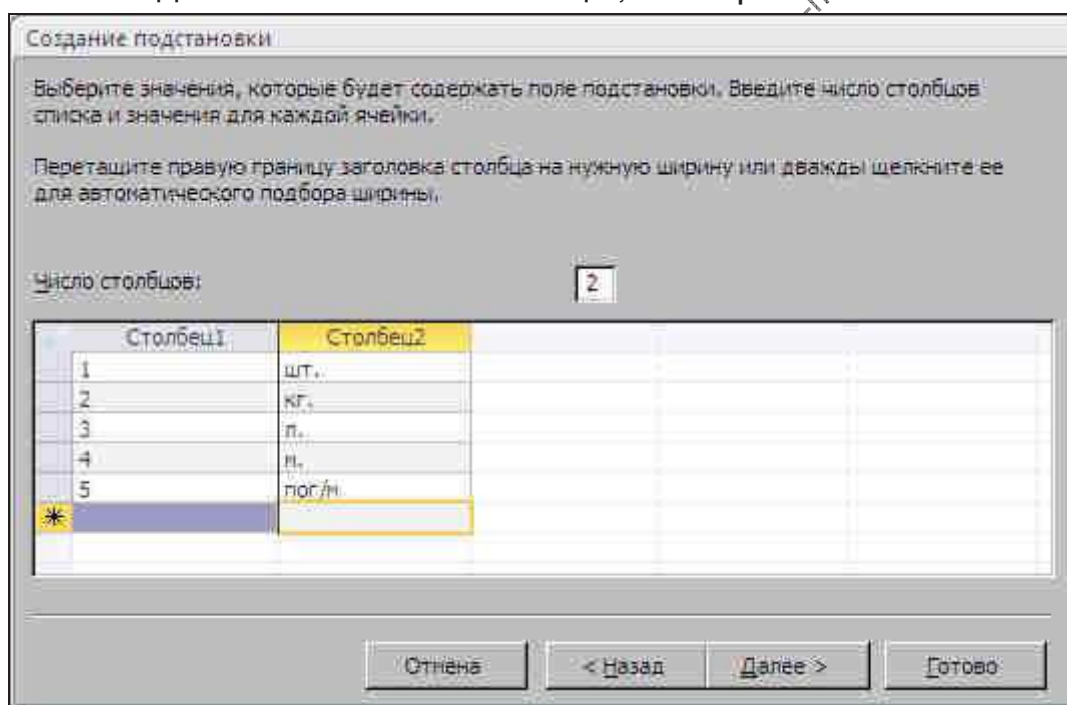 Создание подстановки
Выберите значения, которые будет содержать поле подстановки. Введите число столбцов
списка и значения для каждой ячейки.
Перетащите правую границу заголовка столбца на нужную ширину или дважды щелкните ее
для автоматического подбора ширины.
Число столбцов: 2
Столбец1 Столбец2
1 шт.
2 кг.
3 л.
4 м.
5 пог/м
*
Отмена < Назад Далее > Готово